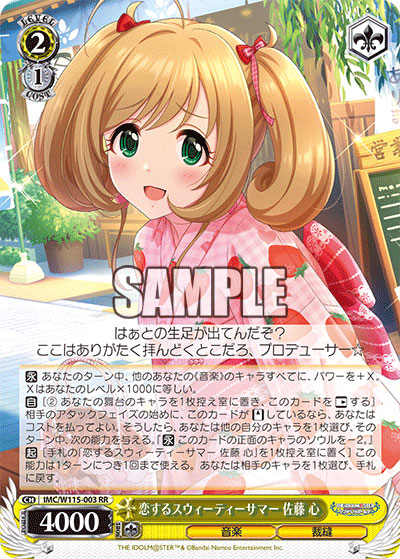 LEVEL
2
1
COST
営業
SAMPLE
はぁとの生足が出てんだぞ？
ここはありがたく拝んどくとこだろ、プロデューサー☆
永 あなたのターン中、他のあなたの《音楽》のキャラすべてに、パワーを＋X。
Xはあなたのレベル×1000に等しい。
自［② あなたの舞台のキャラを1枚控え室に置き、このカードを する］
相手のアタックフェイズの始めに、このカードが しているなら、あなたは
コストを払ってよい。そうしたら、あなたは他の自分のキャラを1枚選び、そのターン中、次の能力を与える。『永 このカードの正面のキャラのソウルを－2。』
起［手札の「恋するスウィーティーサマー 佐藤 心」を1枚控え室に置く］この
能力は1ターンにつき1回まで使える。あなたは相手のキャラを1枚選び、手札に
戻す。
IMC/W115-003 RR
恋するスウィーティーサマー 佐藤 心
4000
音楽
裁縫
THE IDOLM@STER™& ©Bandai Namco Entertainment Inc.